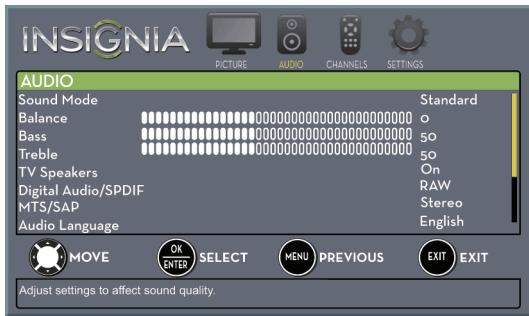 INSIGNIA
PICTURE AUDIO CHANNELS SETTINGS
AUDIO
Sound Mode Standard
Balance 0
Bass 50
Treble 50
TV Speakers On
Digital Audio/SPDIF RAW
MTS/SAP Stereo
Audio Language English
MOVE OK ENTER SELECT MENU PREVIOUS EXIT EXIT
Adjust settings to affect sound quality.